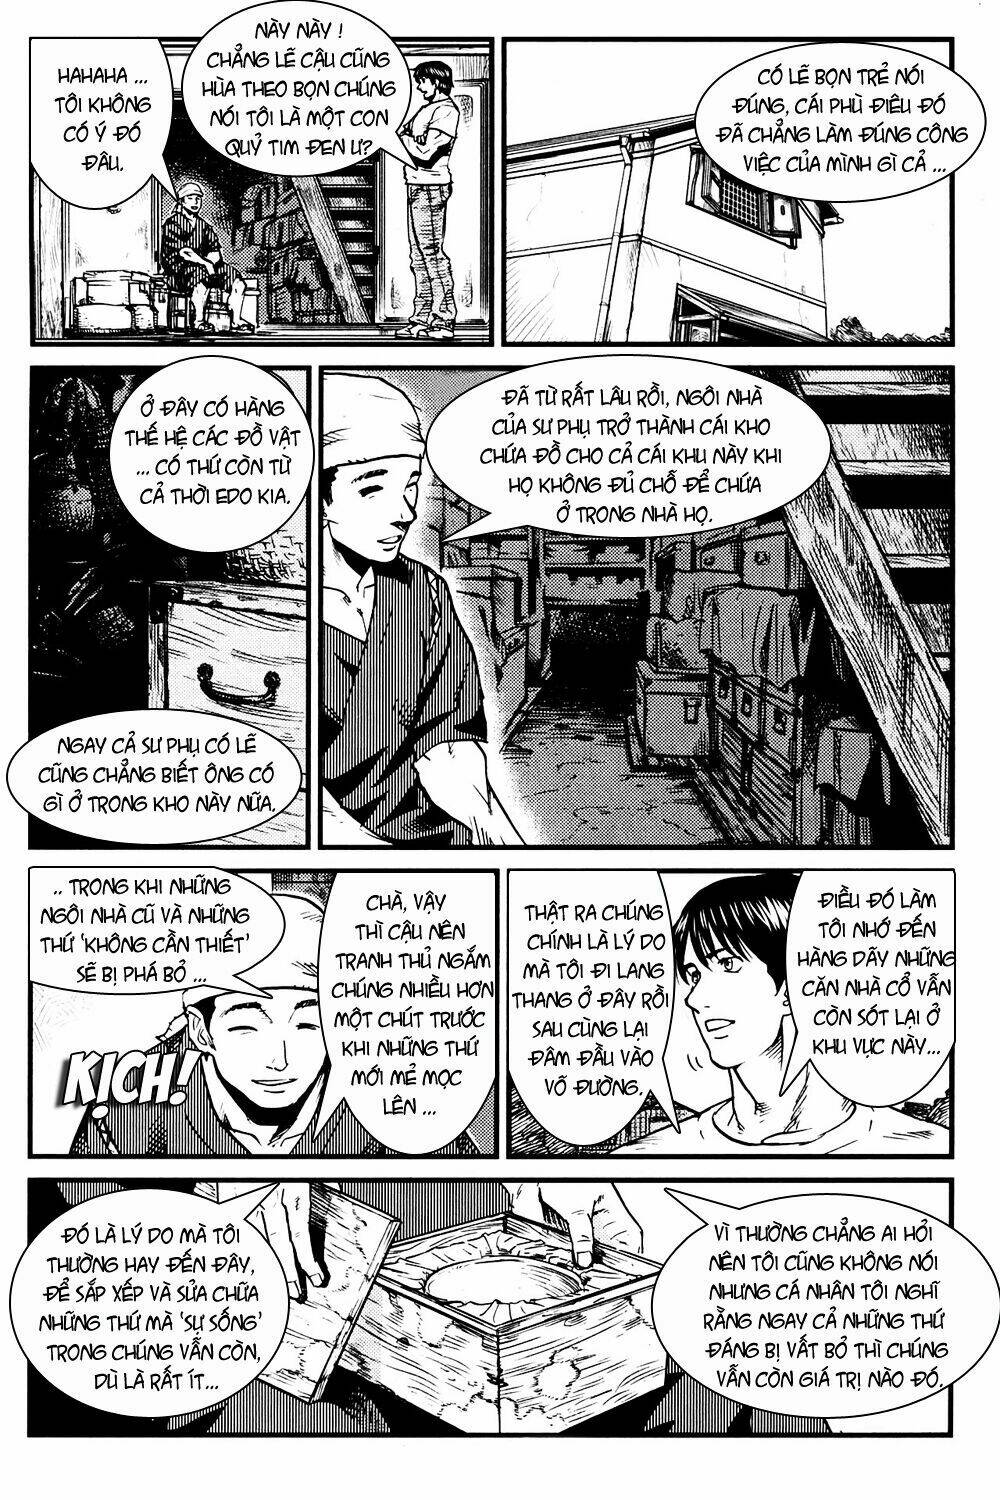 HAHAHA ...
TÔI KHÔNG
CÓ Ý ĐÓ
ĐÂU.
NÀY NÀY !
CHẲNG LẼ CẬU CŨNG
HÙA THEO BỌN CHÚNG
NÓI TÔI LÀ MỘT CON
QUỶ TIM ĐEN Ư?
CÓ LẼ BỌN TRẺ NÓI
ĐÚNG, CÁI PHÙ ĐIÊU ĐÓ
ĐÃ CHẲNG LÀM ĐÚNG CÔNG
VIỆC CỦA MÌNH GÌ CẢ ...
Ở ĐÂY CÓ HÀNG
THẾ HỆ CÁC ĐỒ VẬT
... CÓ THỨ CÒN TỪ
CẢ THỜI EDO KIA.
NGAY CẢ SƯ PHỤ CÓ LẼ
CŨNG CHẲNG BIẾT ÔNG CÓ
GÌ Ở TRONG KHO NÀY NỮA.
ĐÃ TỪ RẤT LÂU RỒI, NGÔI NHÀ
CỦA SƯ PHỤ TRỞ THÀNH CÁI KHO
CHỨA ĐỒ CHO CẢ CÁI KHU NÀY KHI
HỌ KHÔNG ĐỦ CHỖ ĐỂ CHỨA
Ở TRONG NHÀ HỌ.
.. TRONG KHI NHỮNG
NGÔI NHÀ CŨ VÀ NHỮNG
THỨ 'KHÔNG CẦN THIẾT'
SẼ BỊ PHÁ BỎ ...
KỊCH!
CHÀ, VẬY
THÌ CẬU NÊN
TRANH THỦ NGẮM
CHÚNG NHIỀU HƠN
MỘT CHÚT TRƯỚC
KHI NHỮNG THỨ
MỚI MẺ MỌC
LÊN ...
THẬT RA CHÚNG
CHÍNH LÀ LÝ DO
MÀ TÔI ĐI LANG
THANG Ở ĐÂY RỒI
SAU CÙNG LẠI
ĐÂM ĐẦU VÀO
VÕ ĐƯỜNG.
ĐIỀU ĐÓ LÀM
TÔI NHỚ ĐẾN
HÀNG DÃY NHỮNG
CĂN NHÀ CỔ VẪN
CÒN SÓT LẠI Ở
KHU VỰC NÀY...
ĐÓ LÀ LÝ DO MÀ TÔI
THƯỜNG HAY ĐẾN ĐÂY,
ĐỂ SẮP XẾP VÀ SỬA CHỮA
NHỮNG THỨ MÀ 'SỰ SỐNG'
TRONG CHÚNG VẪN CÒN,
DÙ LÀ RẤT ÍT...
VÌ THƯỜNG CHẲNG AI HỎI
NÊN TÔI CŨNG KHÔNG NÓI
NHƯNG CÁ NHÂN TÔI NGHĨ
RẰNG NGAY CẢ NHỮNG THỨ
ĐÁNG BỊ VẤT BỎ THÌ CHÚNG
VẪN CÒN GIÁ TRỊ NÀO ĐÓ.